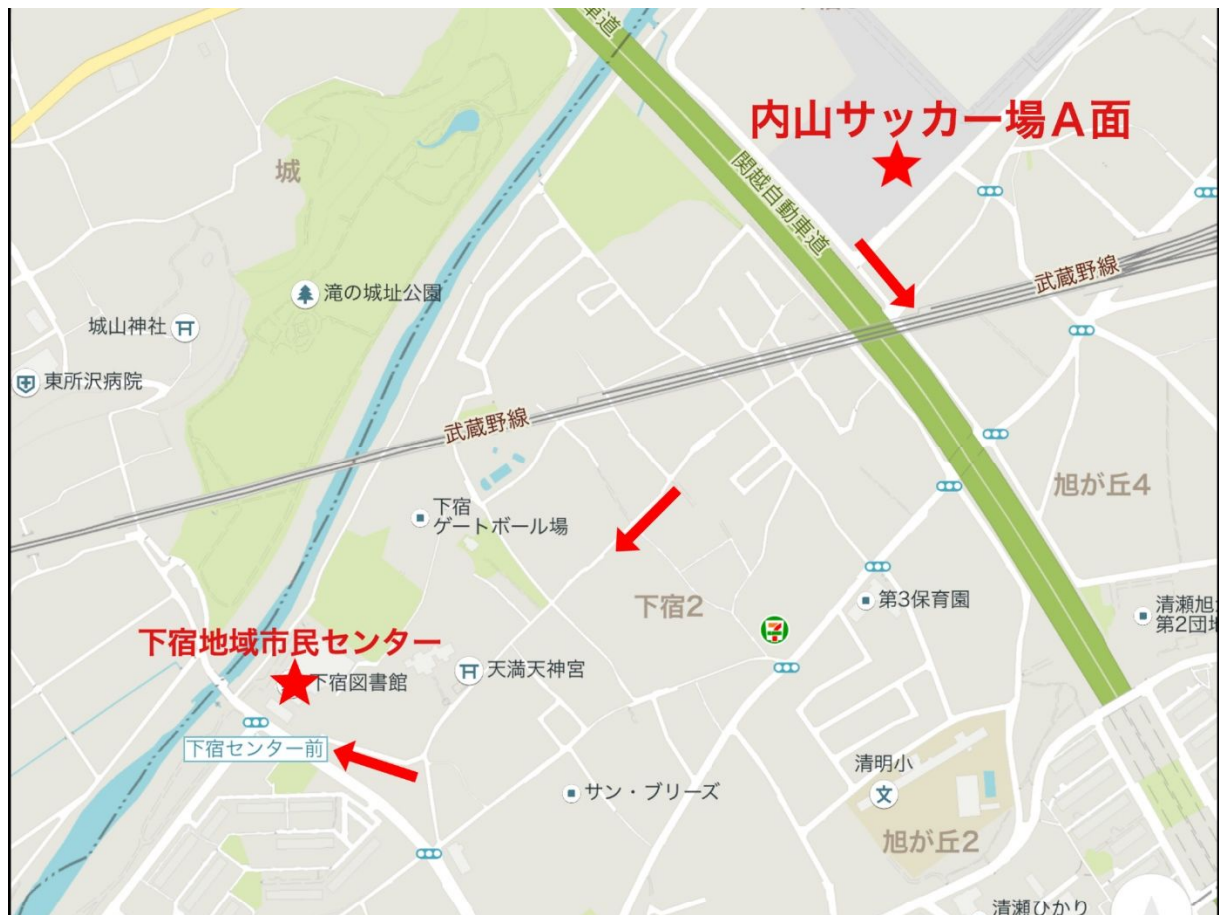 車道
内山サッカー場A面
関越自動車道
城
武蔵野線
滝の城址公園
城山神社
東所沢病院
武蔵野線
旭が丘4
下宿
ゲートボール場
下宿2
第3保育園
清瀬旭
第2団地
7
下宿地域市民センター
下宿図書館
天満天神宮
下宿センター前
清明小
文
サン・ブリーズ
旭が丘2
清瀬ひかり